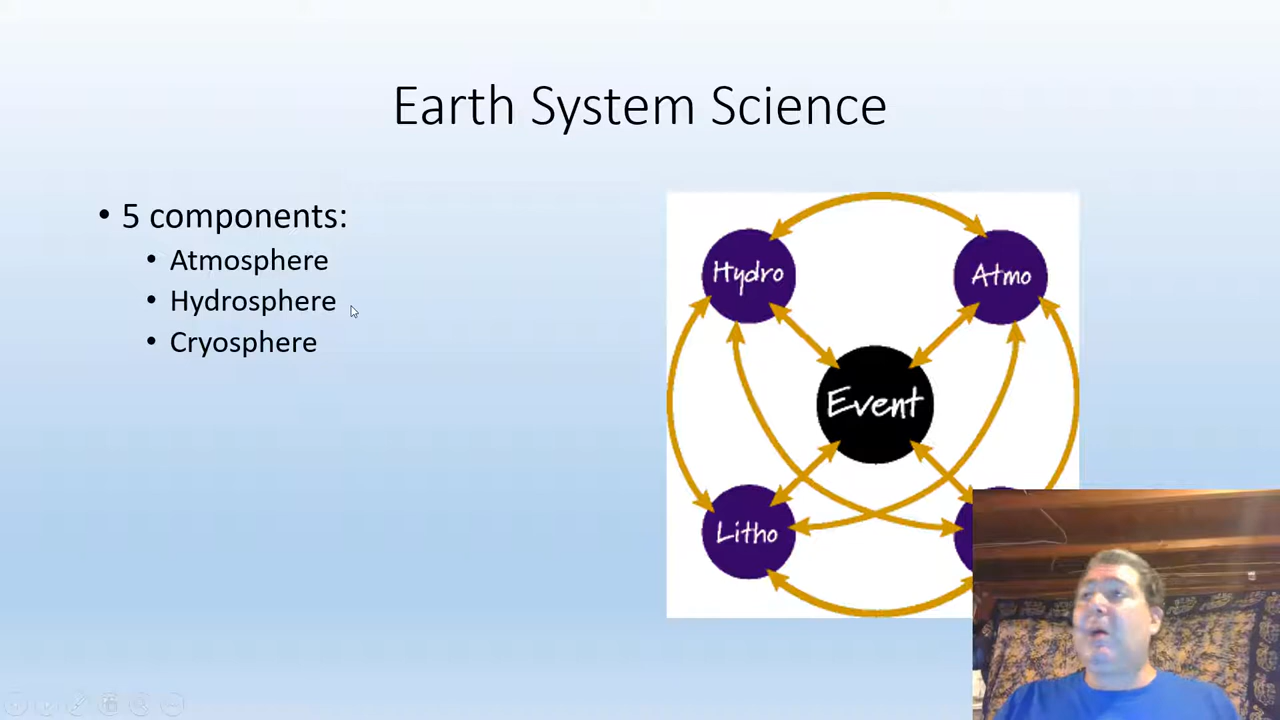 Earth System Science
• 5 components:
• Atmosphere
• Hydrosphere
• Cryosphere
Hydro
Atmo
Event
Litho